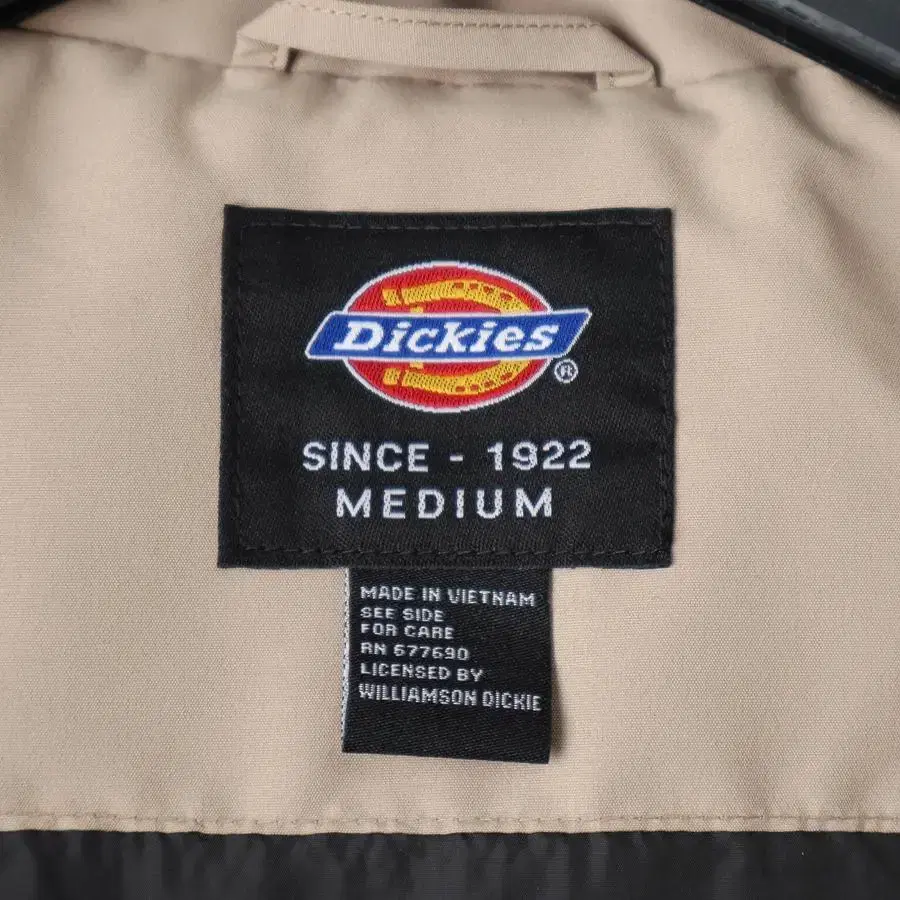 Dickies
®
SINCE - 1922
MEDIUM
MADE IN VIETNAM
SEE SIDE
FOR CARE
RN 677690
LICENSED BY
WILLIAMSON DICKIE